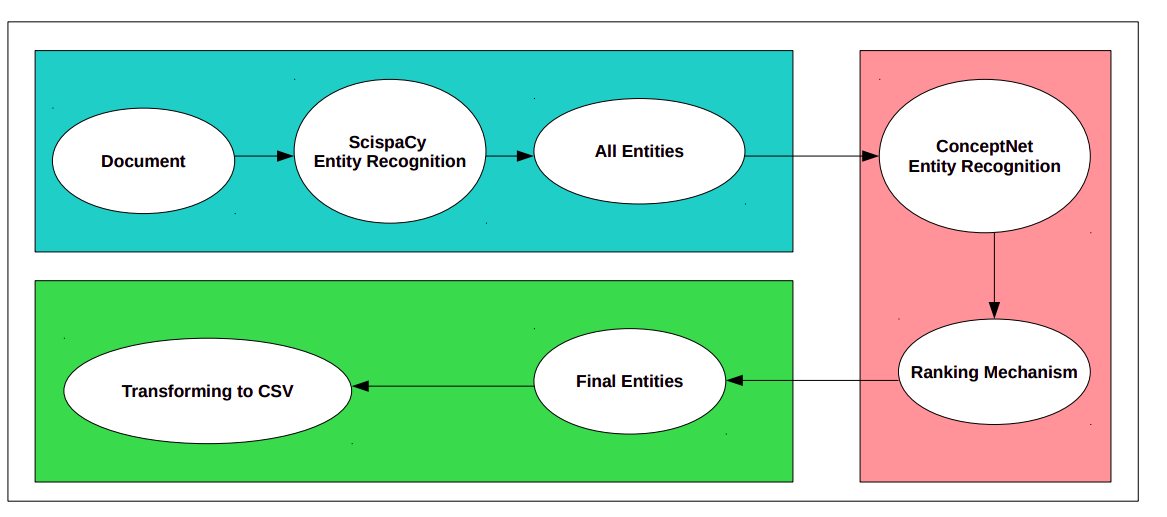 Document
ScispaCy
Entity Recognition
All Entities
ConceptNet
Entity Recognition
Ranking Mechanism
Final Entities
Transforming to CSV